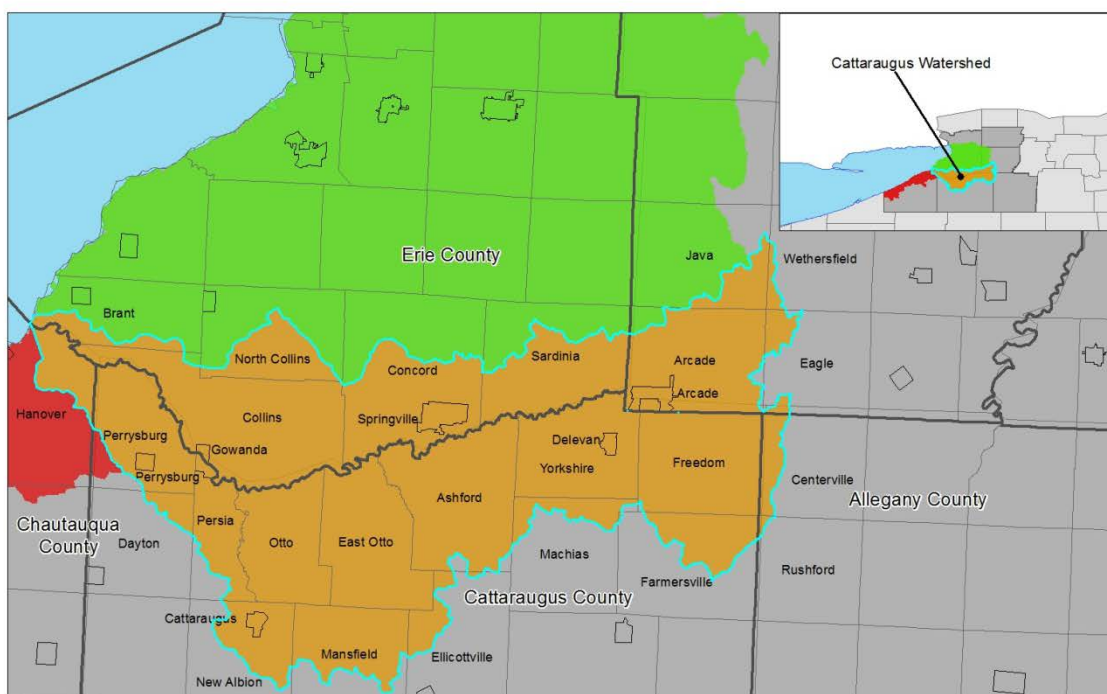 Cattaraugus Watershed
Erie County
Java
Wethersfield
Brant
North Collins
Concord
Sardinia
Arcade
Eagle
Arcade
Hanover
Collins
Springville
Perrysburg
Gowanda
Delevan
Perrysburg
Yorkshire
Freedom
Centerville
Ashford
Allegany County
Chautauqua
County
Persia
Dayton
Otto
East Otto
Machias
Rushford
Farmersville
Cattaraugus County
Cattaraugus
Mansfield
Ellicottville
New Albion